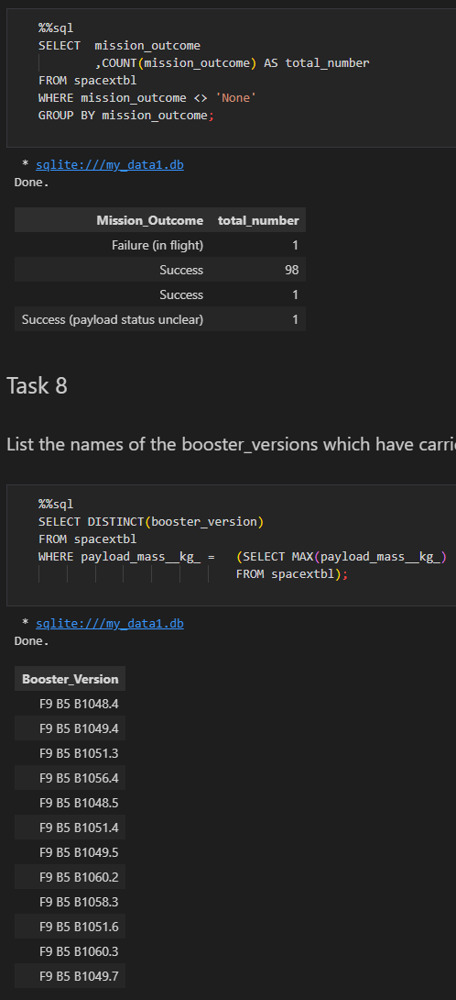 %%sql
SELECT mission_outcome
,COUNT(mission_outcome) AS total_number
FROM spacextbl
WHERE mission_outcome <> 'None'
GROUP BY mission_outcome;
* sqlite:///my_data1.db
Done.
Mission_Outcome total_number
Failure (in flight) 1
Success 98
Success 1
Success (payload status unclear) 1
Task 8
List the names of the booster_versions which have
%%sql
SELECT DISTINCT(booster_version)
FROM spacextbl
WHERE payload_mass__kg_ = (SELECT MAX(payload_mass__kg_)
FROM spacextbl);
* sqlite:///my_data1.db
Done.
Booster_Version
F9 B5 B1048.4
F9 B5 B1049.4
F9 B5 B1051.3
F9 B5 B1056.4
F9 B5 B1048.5
F9 B5 B1051.4
F9 B5 B1049.5
F9 B5 B1060.2
F9 B5 B1058.3
F9 B5 B1051.6
F9 B5 B1060.3
F9 B5 B1049.7